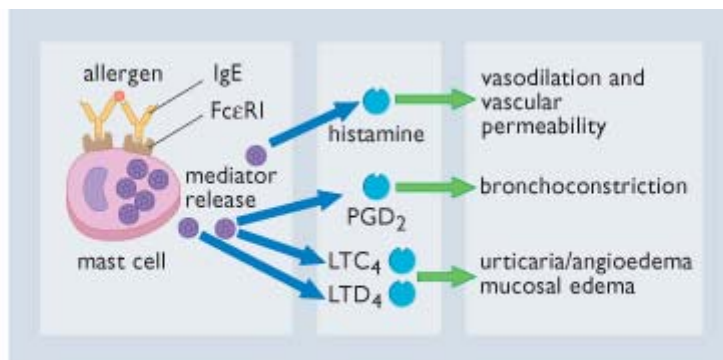 allergen
IgE
FcεRI
mediator
release
mast cell
histamine
PGD₂
LTC₄
LTD₄
vasodilation and
vascular
permeability
bronchoconstriction
urticaria/angioedema
mucosal edema